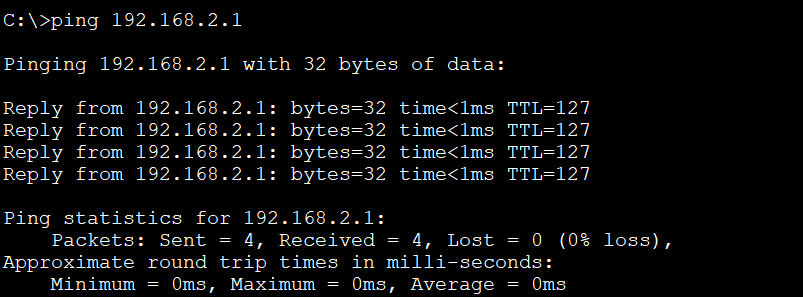 C:\>ping 192.168.2.1
Pinging 192.168.2.1 with 32 bytes of data:
Reply from 192.168.2.1: bytes=32 time<1ms TTL=127
Reply from 192.168.2.1: bytes=32 time<1ms TTL=127
Reply from 192.168.2.1: bytes=32 time<1ms TTL=127
Reply from 192.168.2.1: bytes=32 time<1ms TTL=127
Ping statistics for 192.168.2.1:
    Packets: Sent = 4, Received = 4, Lost = 0 (0% loss),
Approximate round trip times in milli-seconds:
    Minimum = 0ms, Maximum = 0ms, Average = 0ms